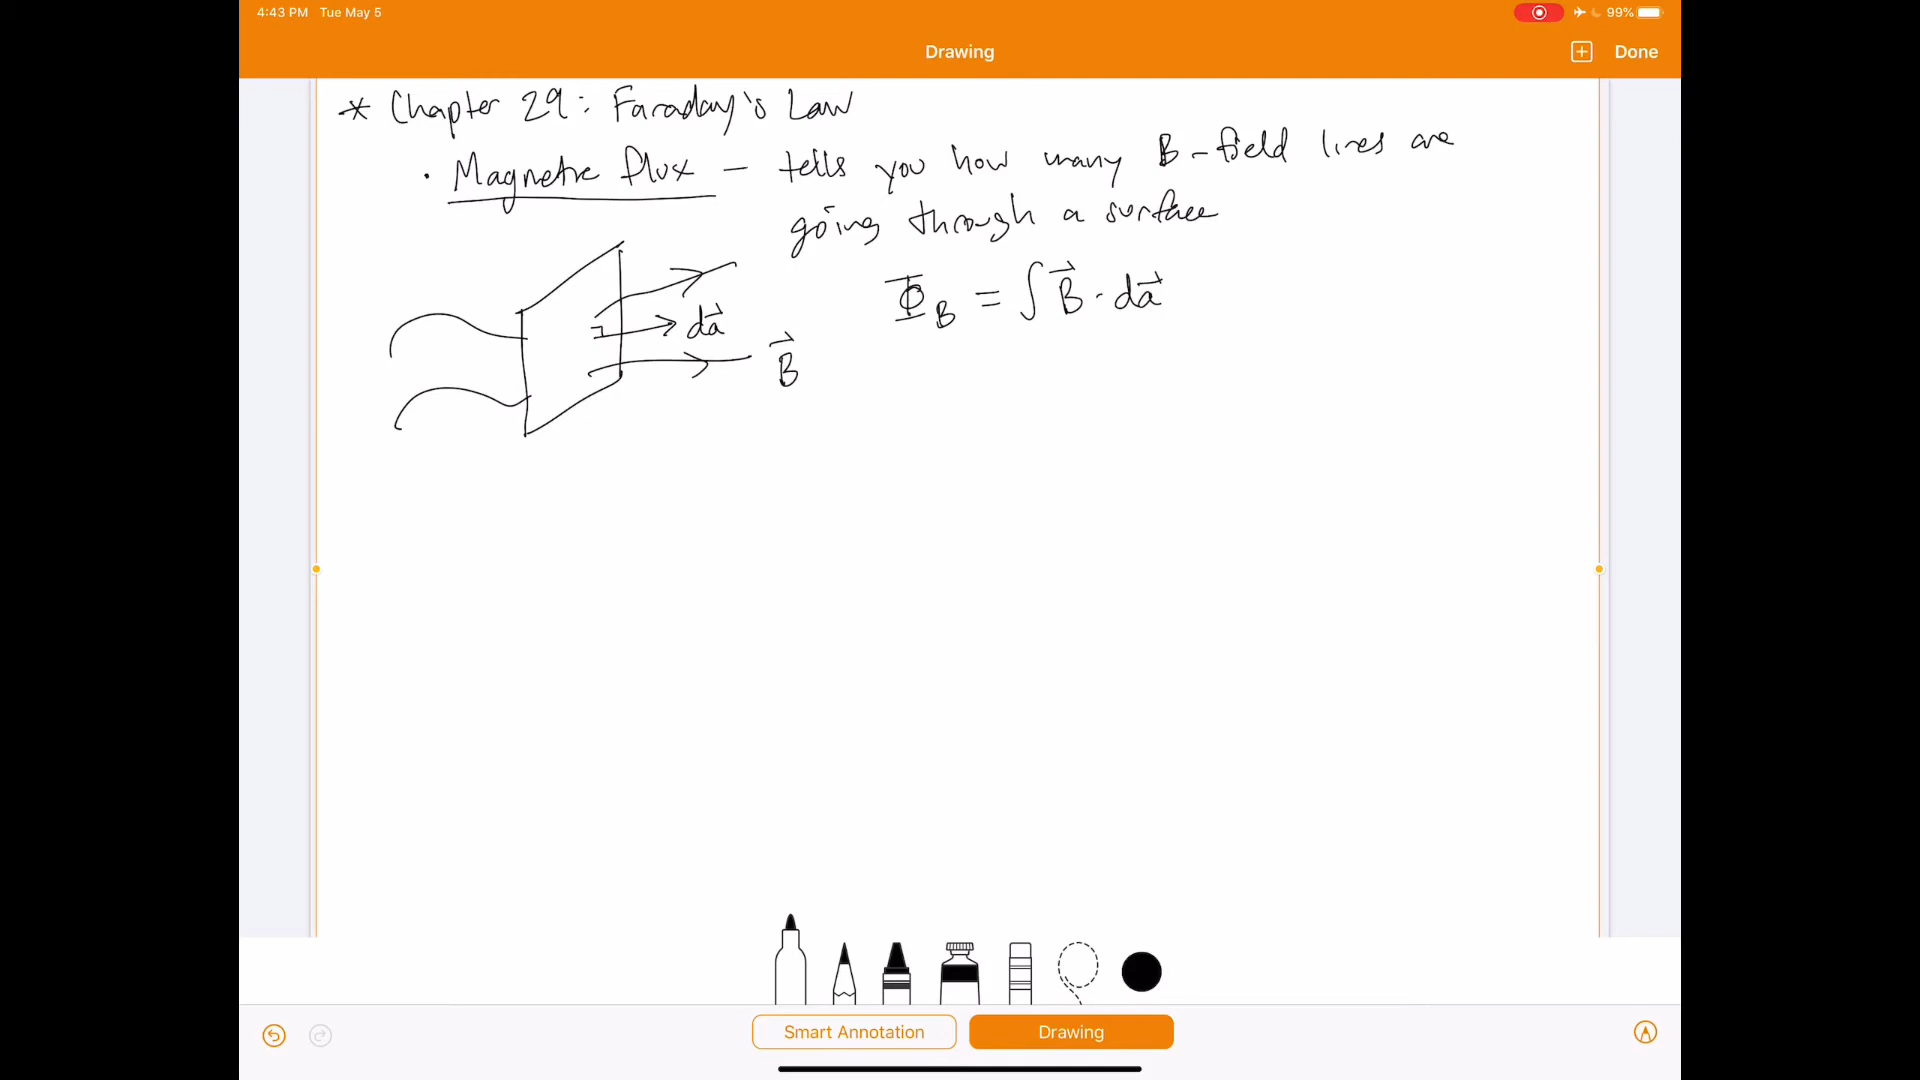 4:43 PM Tue May 5
99%
Drawing
Done
* Chapter 29: Faraday's Law
· Magnetic flux – tells you how many B-field lines are
going through a surface
Φ_B = ∫ B⃗ · da⃗
da⃗
B⃗
Smart Annotation
Drawing